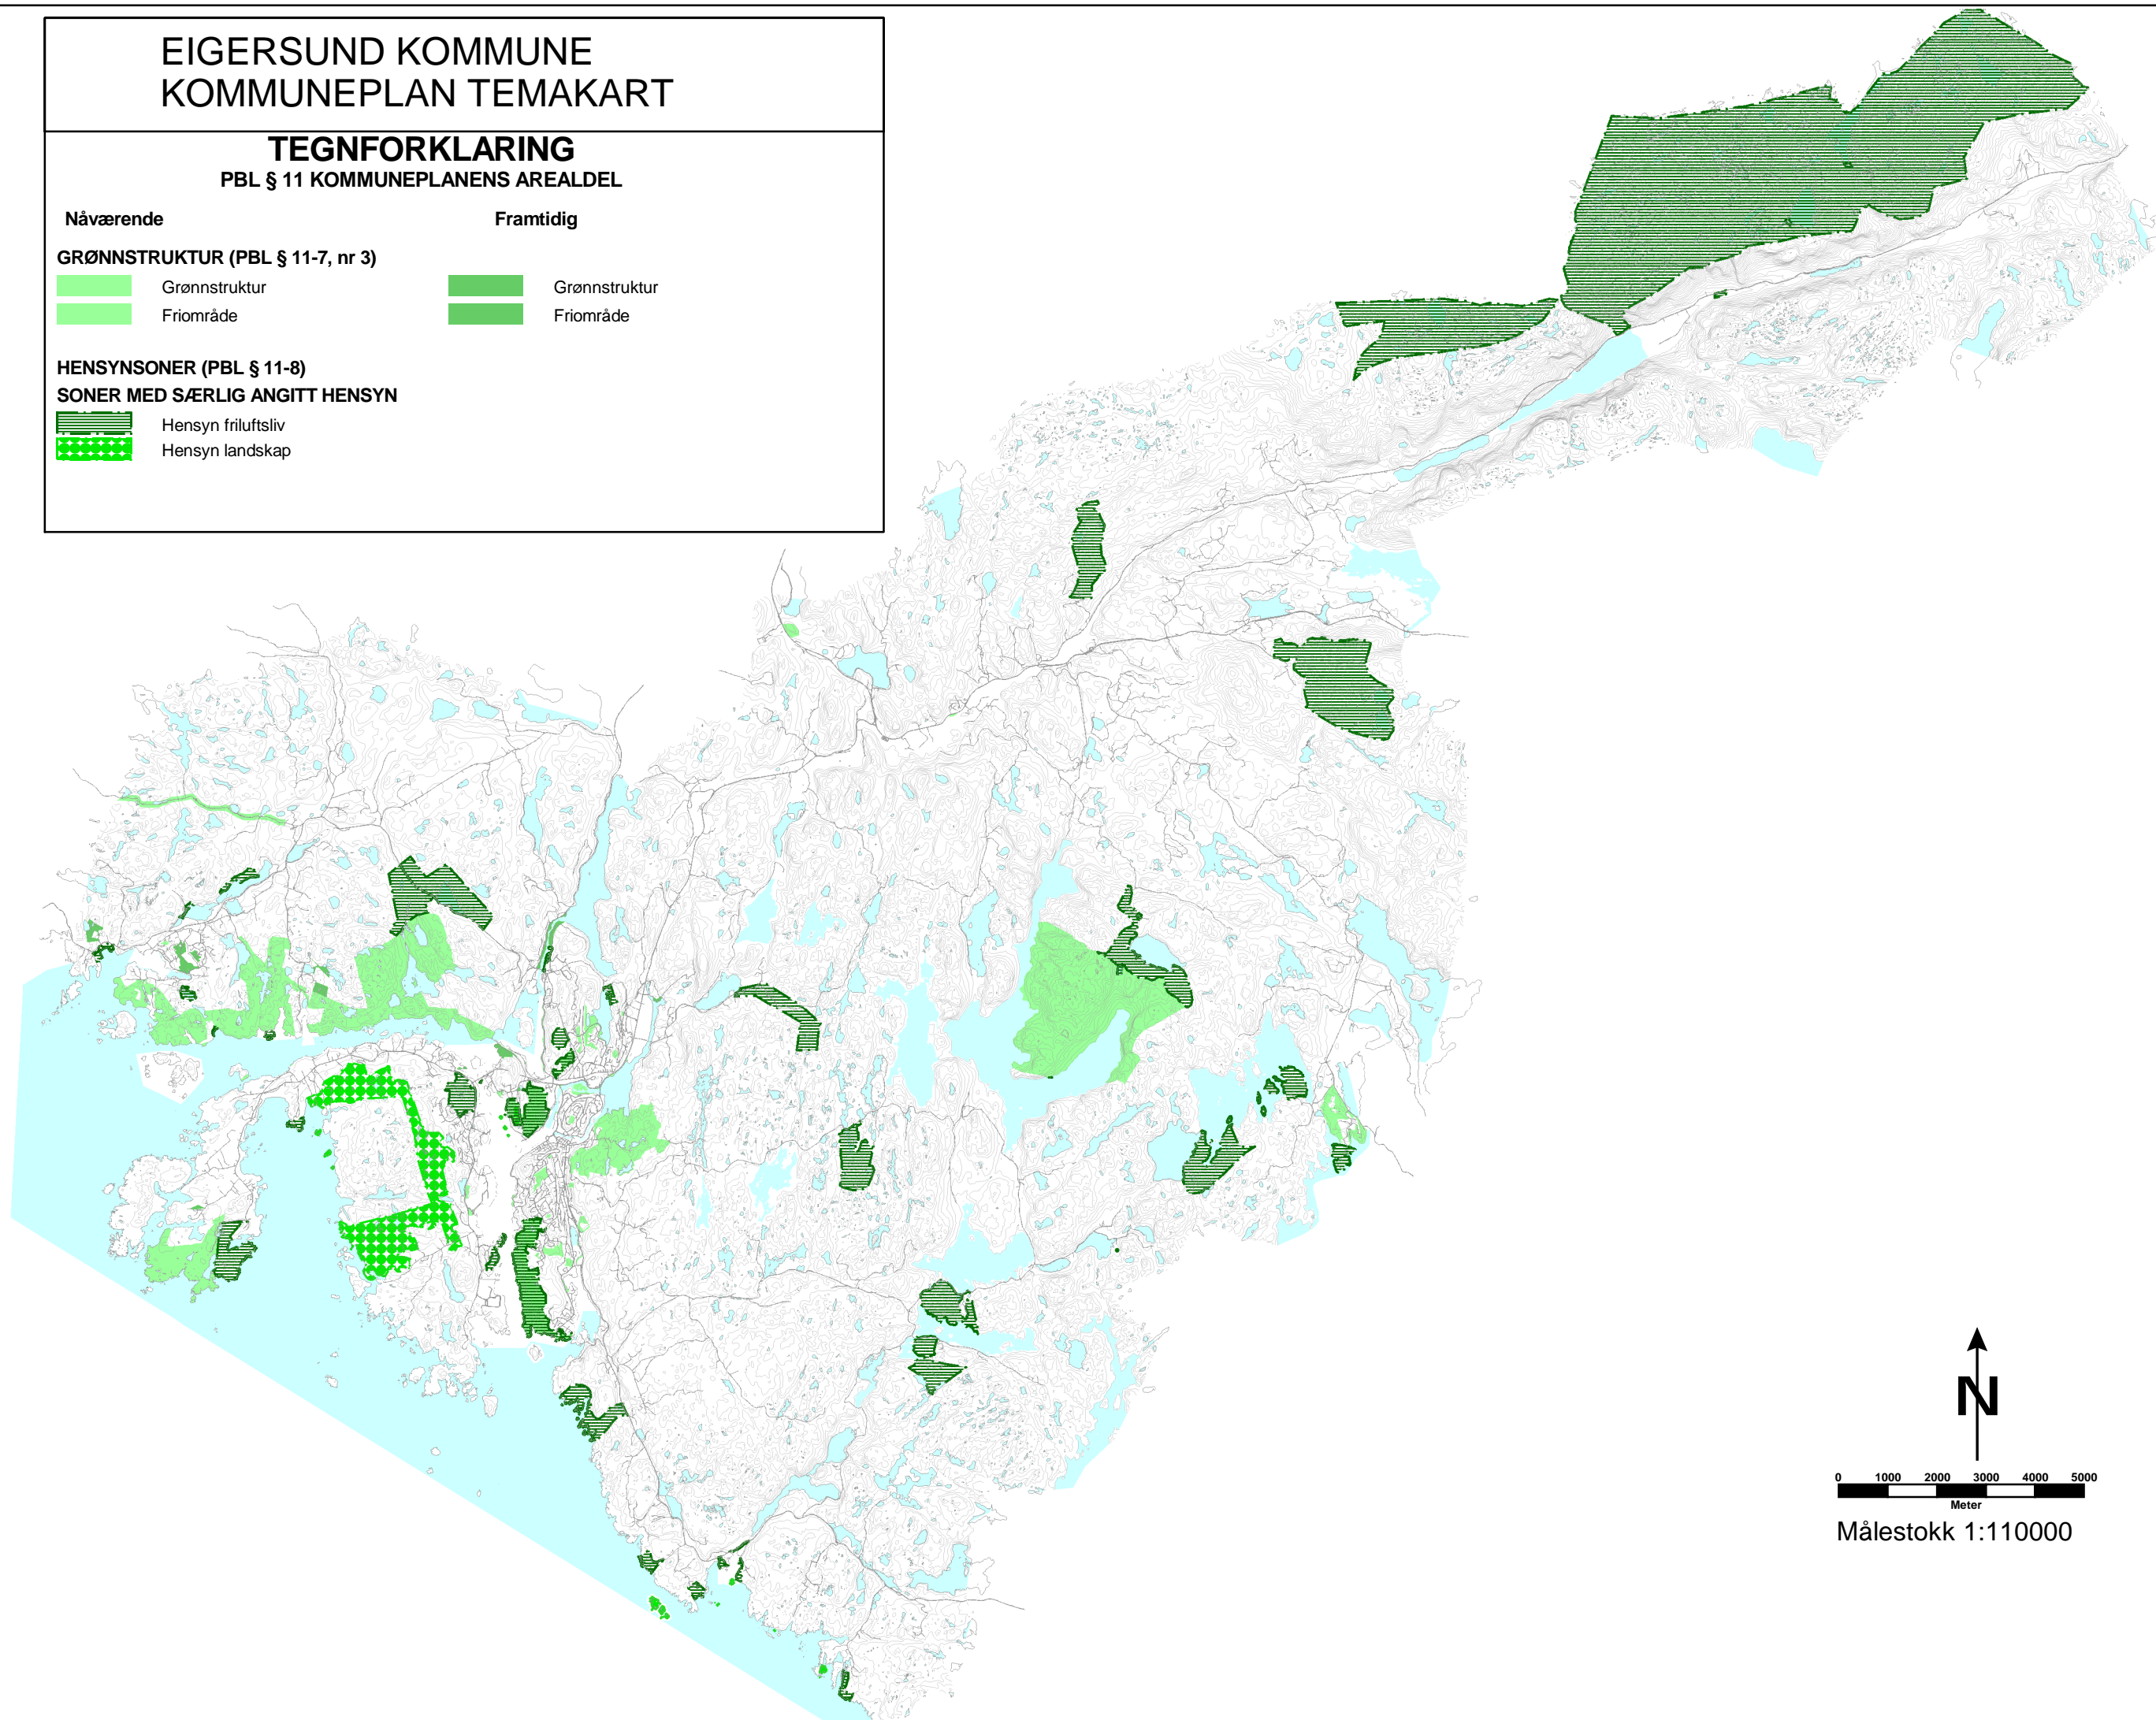 EIGERSUND KOMMUNE
KOMMUNEPLAN TEMAKART
TEGNFORKLARING
PBL § 11 KOMMUNEPLANENS AREALDEL
Nåværende Framtidig
GRØNNSTRUKTUR (PBL § 11-7, nr 3)
Grønnstruktur Grønnstruktur
Friområde Friområde
HENSYNSONER (PBL § 11-8)
SONER MED SÆRLIG ANGITT HENSYN
Hensyn friluftsliv
Hensyn landskap
N
0 1000 2000 3000 4000 5000
Meter
Målestokk 1:110000